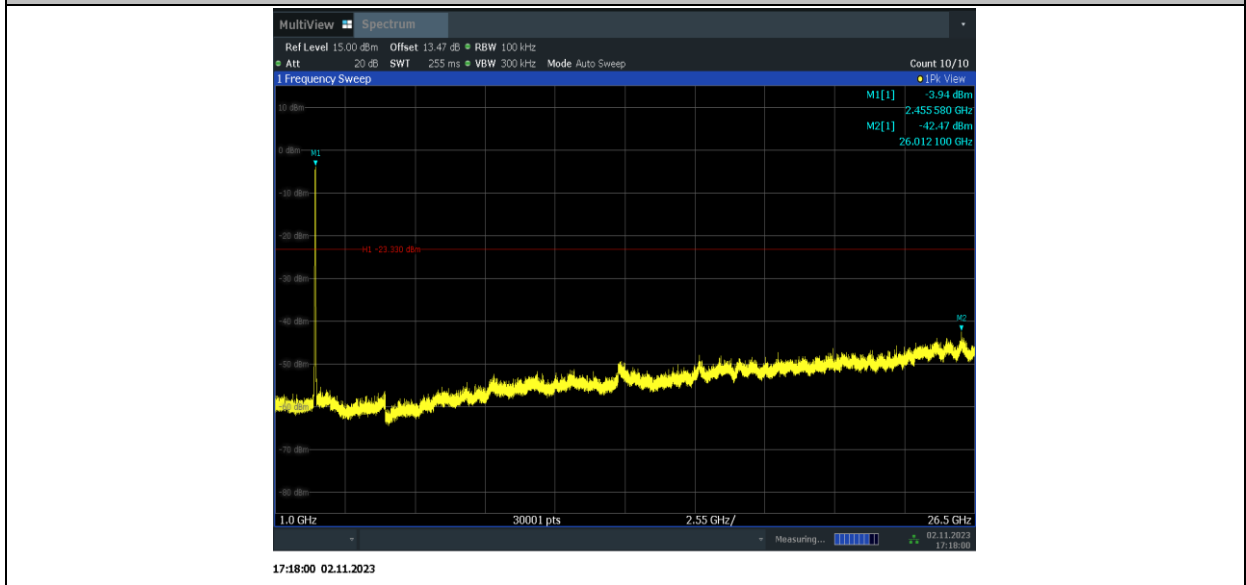 MultiView Spectrum
Ref Level 15.00 dBm Offset 13.47 dB RBW 100 kHz
Att 20 dB SWT 255 ms VBW 300 kHz Mode Auto Sweep Count 10/10
1 Frequency Sweep 1Pk View
M1[1] -3.94 dBm
10 dBm
2.455 580 GHz
M2[1] -42.47 dBm
26.012 100 GHz
0 dBm
M1
-10 dBm
-20 dBm
H1 -23.330 dBm
-30 dBm
-40 dBm
M2
-50 dBm
-60 dBm
-70 dBm
-80 dBm
1.0 GHz 30001 pts 2.55 GHz/ 26.5 GHz
Measuring... 02.11.2023
17:18:00
17:18:00 02.11.2023